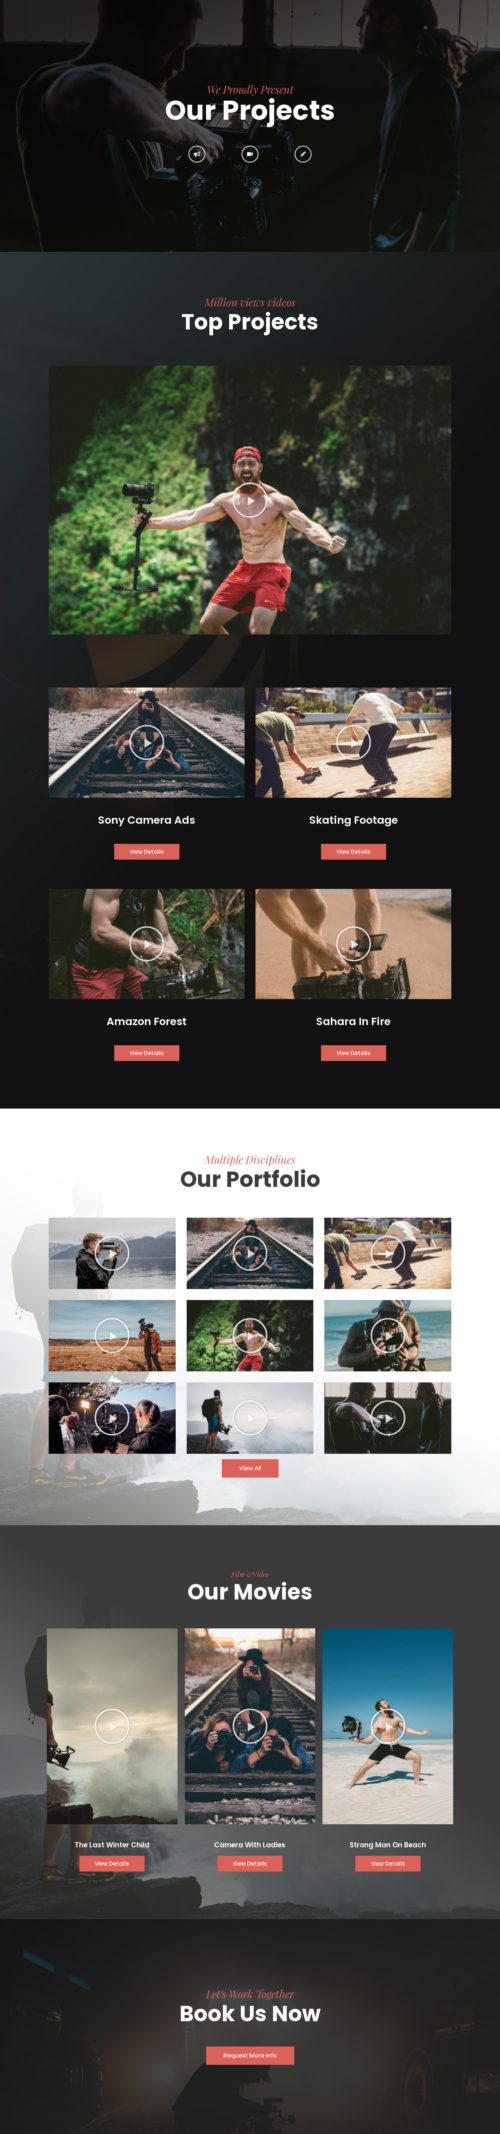 We Proudly Present
Our Projects
Million views videos
Top Projects
Sony Camera Ads
Skating Footage
View Details
View Details
Amazon Forest
Sahara In Fire
View Details
View Details
Multiple Disciplines
Our Portfolio
View All
Film & Video
Our Movies
The Last Winter Child
Camera With Ladies
Strong Man On Beach
View Details
View Details
View Details
Let's Work Together
Book Us Now
Request More Info